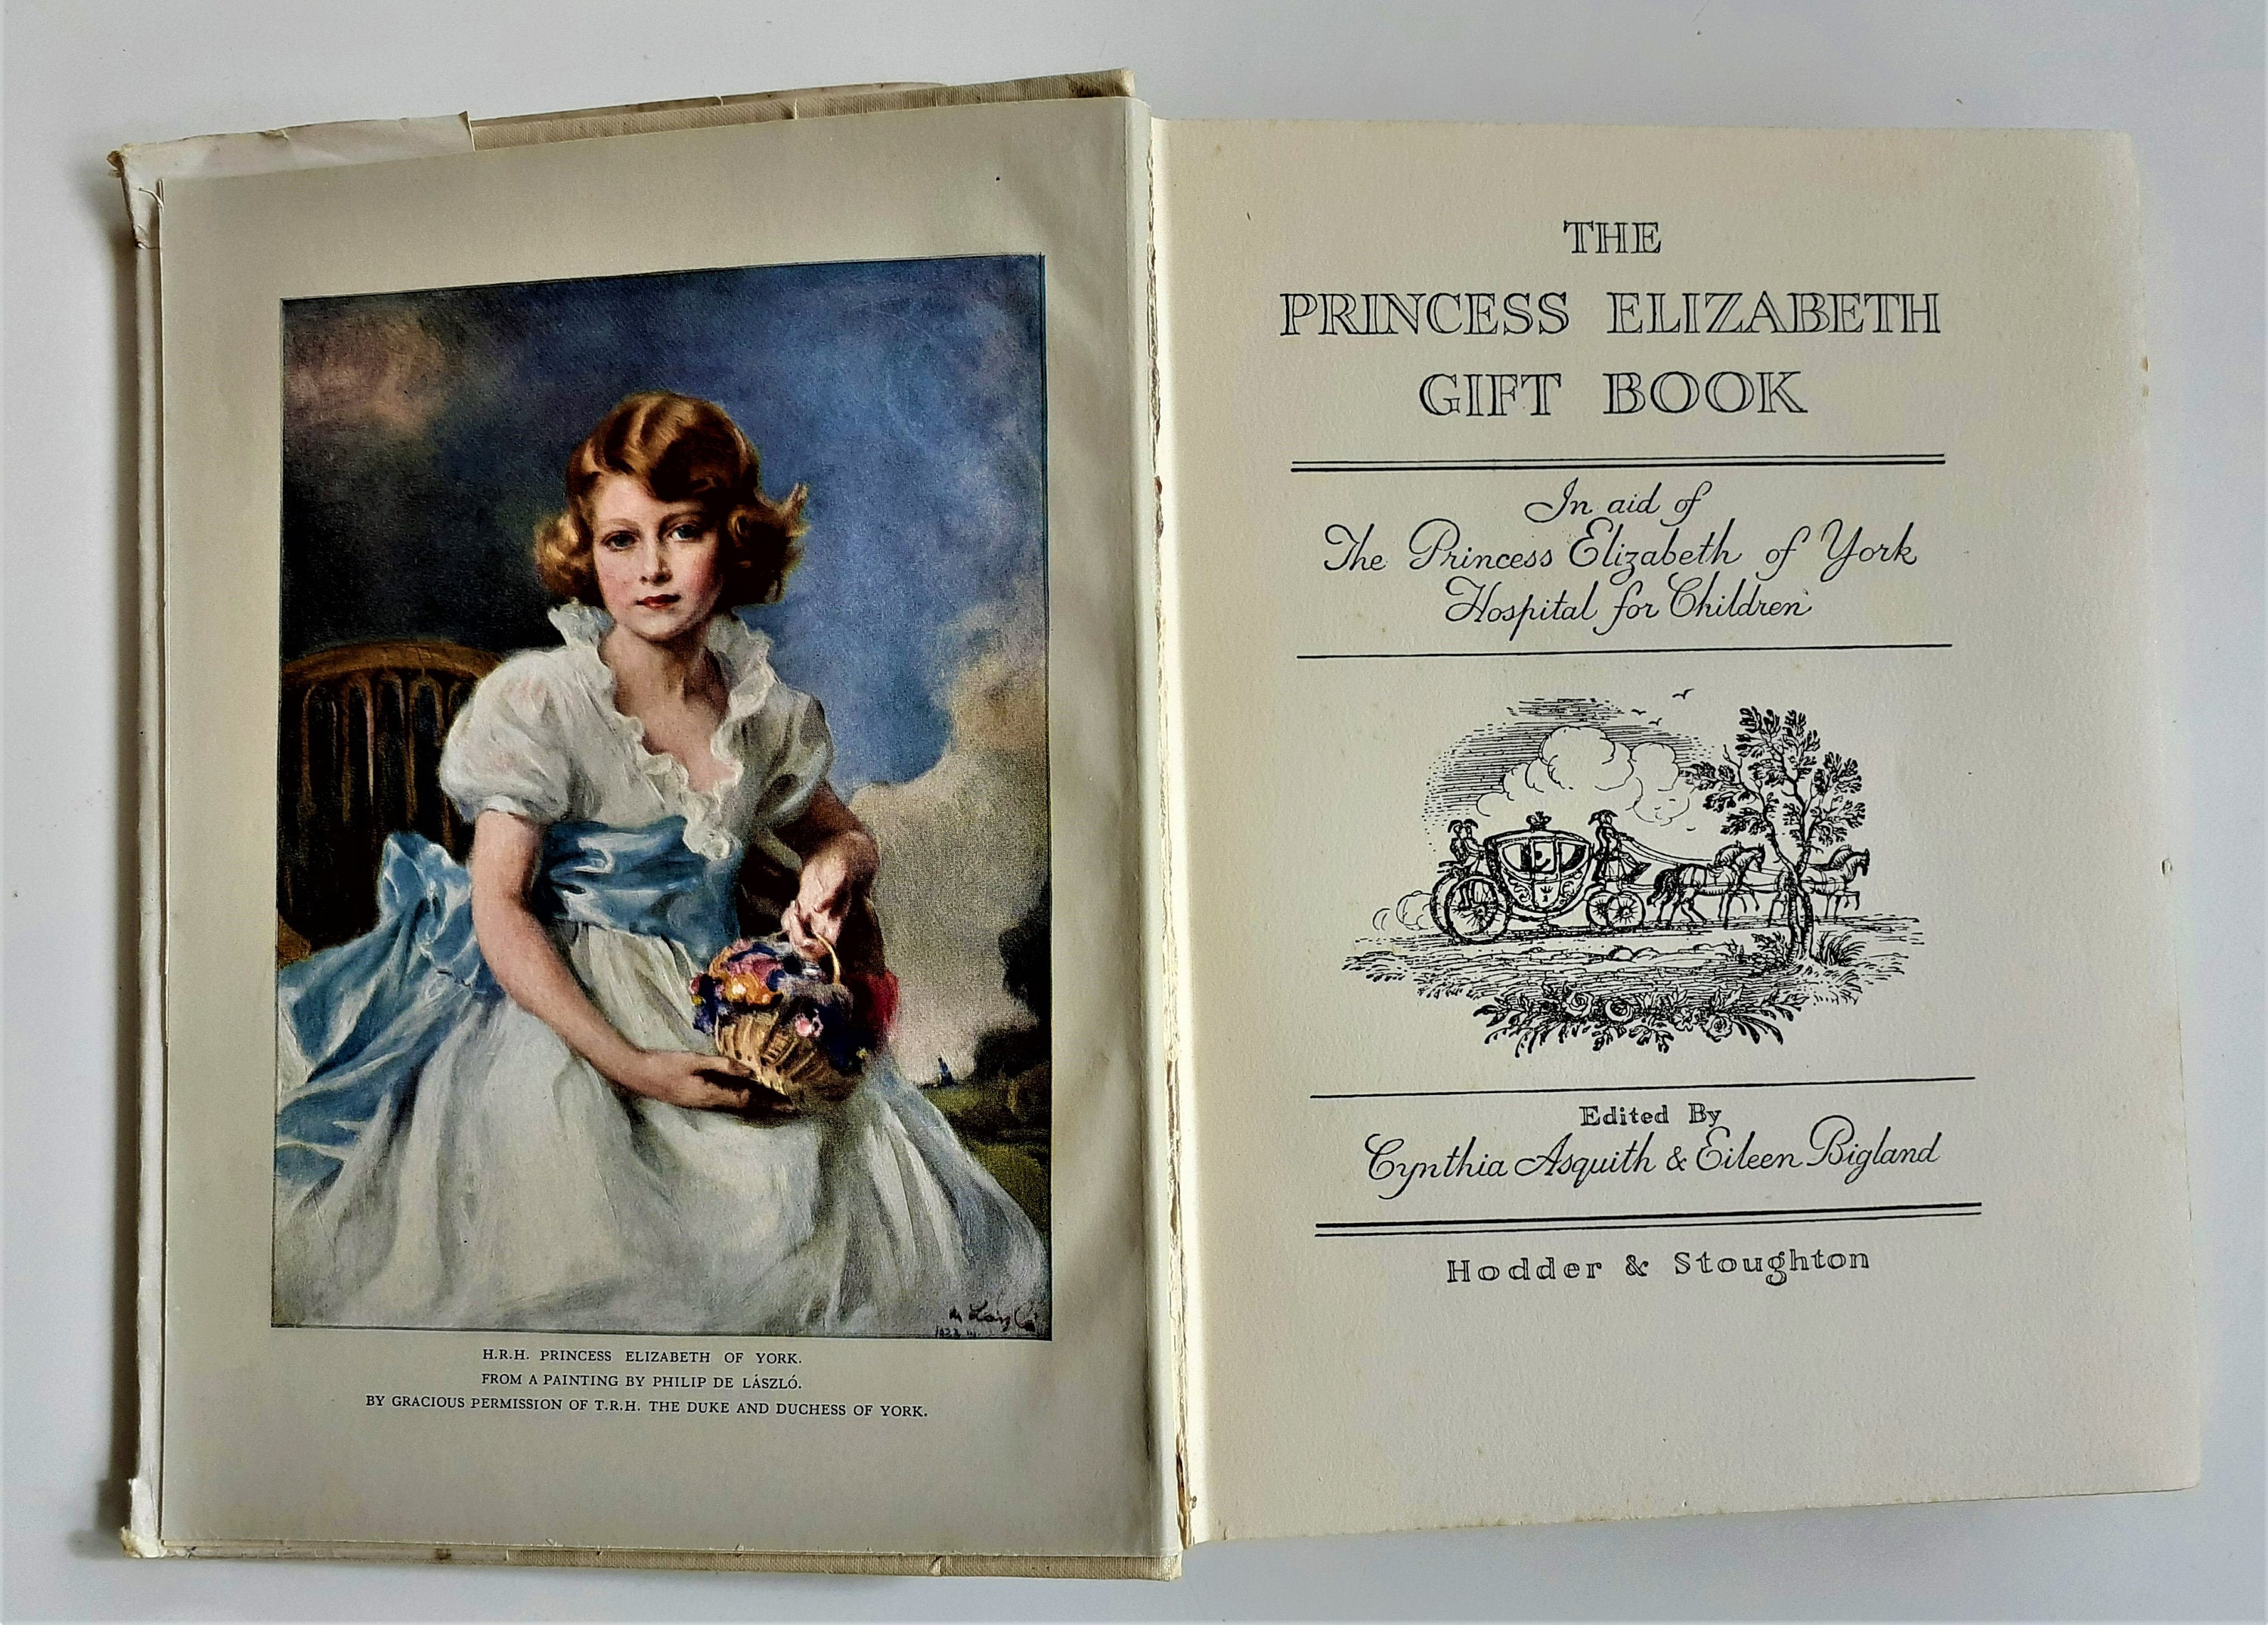 H.R.H. PRINCESS ELIZABETH OF YORK.
FROM A PAINTING BY PHILIP DE LÁSZLÓ.
BY GRACIOUS PERMISSION OF T.R.H. THE DUKE AND DUCHESS OF YORK.
THE
PRINCESS ELIZABETH
GIFT BOOK
In aid of
The Princess Elizabeth of York
Hospital for Children
Edited By
Cynthia Asquith & Eileen Bigland
Hodder & Stoughton